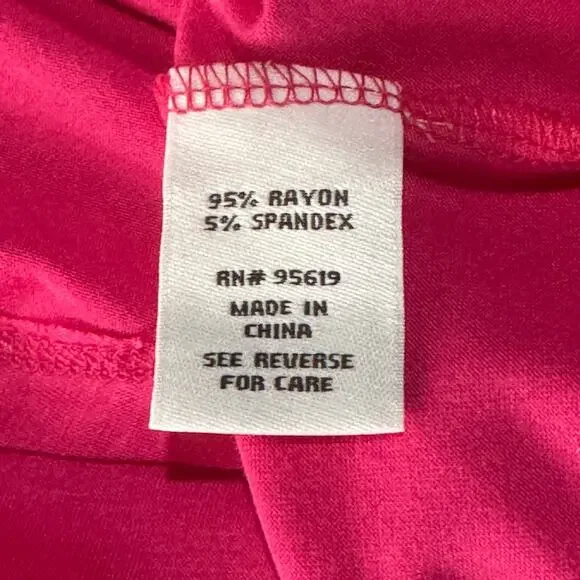 95% RAYON
5% SPANDEX
RN# 95619
MADE IN
CHINA
SEE REVERSE
FOR CARE